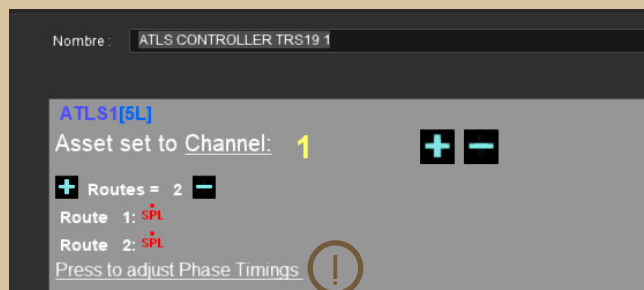 Nombre : ATLS CONTROLLER TRS19 1
ATLS1[5L]
Asset set to Channel: 1
Routes = 2
Route 1: SPL
Route 2: SPL
Press to adjust Phase Timings
!